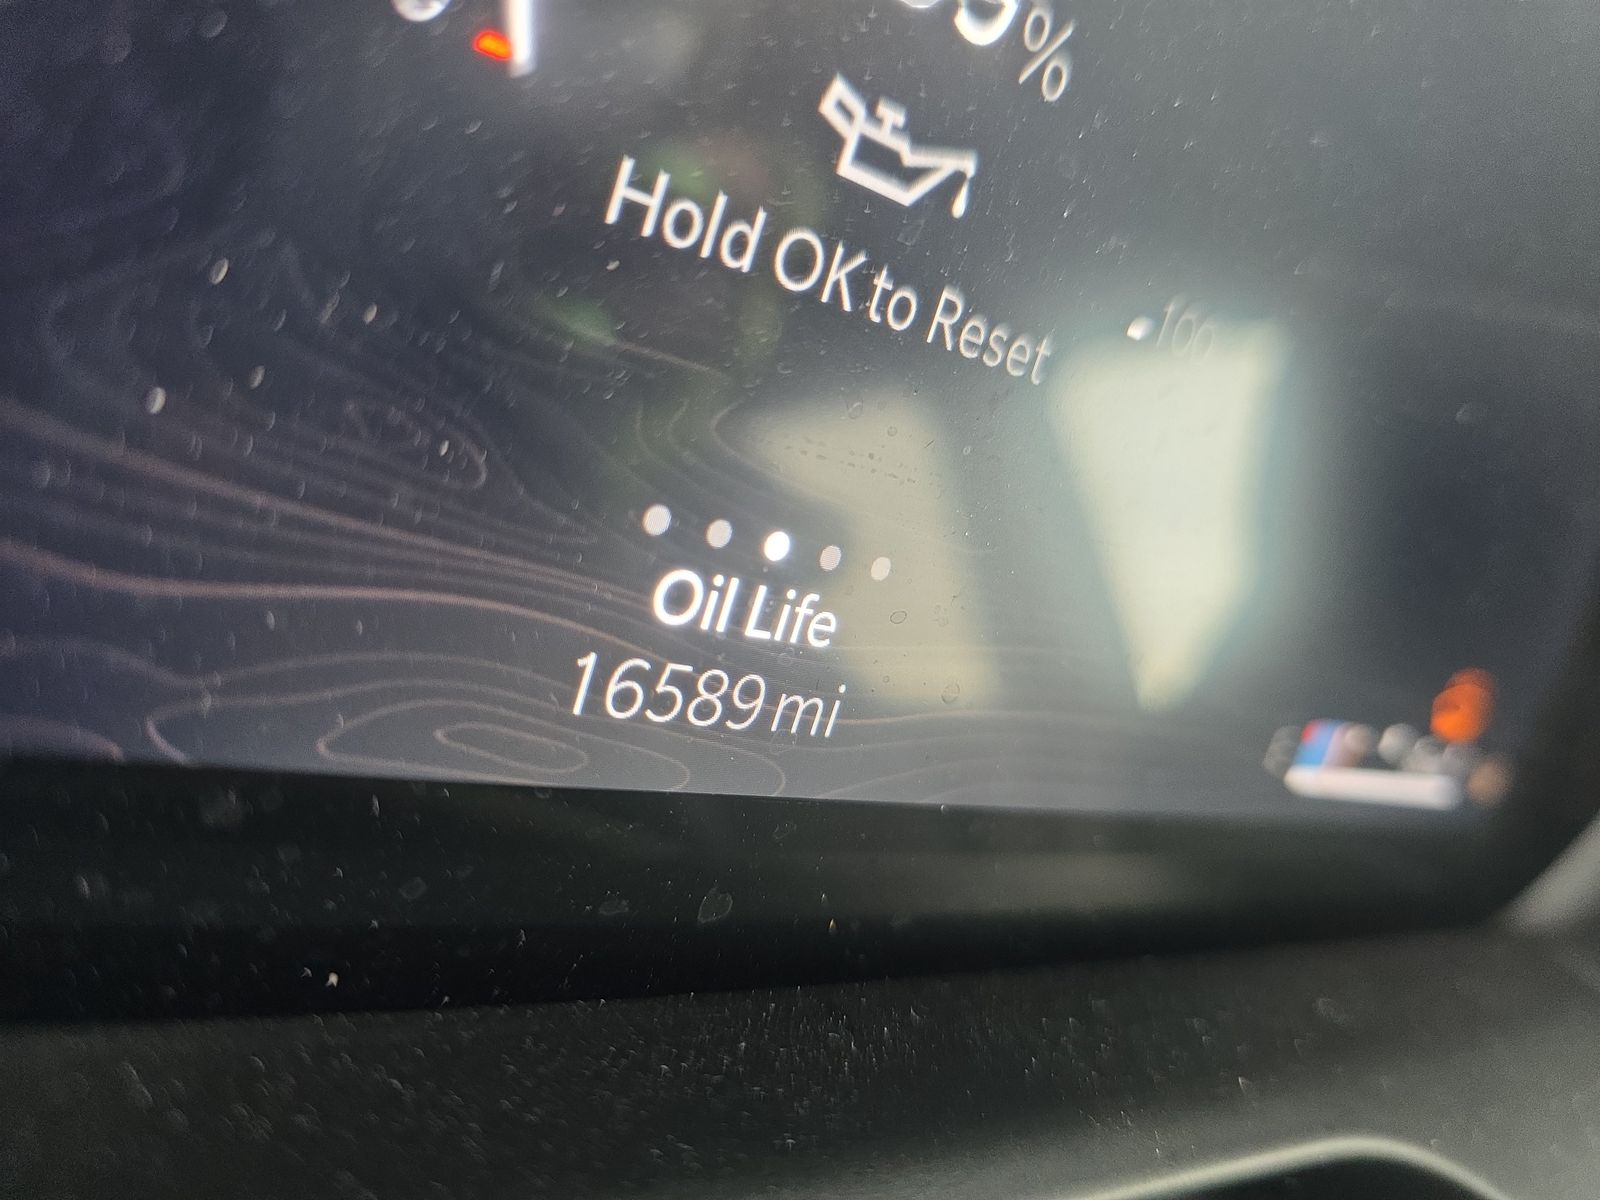 %
Hold OK to Reset
Oil Life
16589 mi